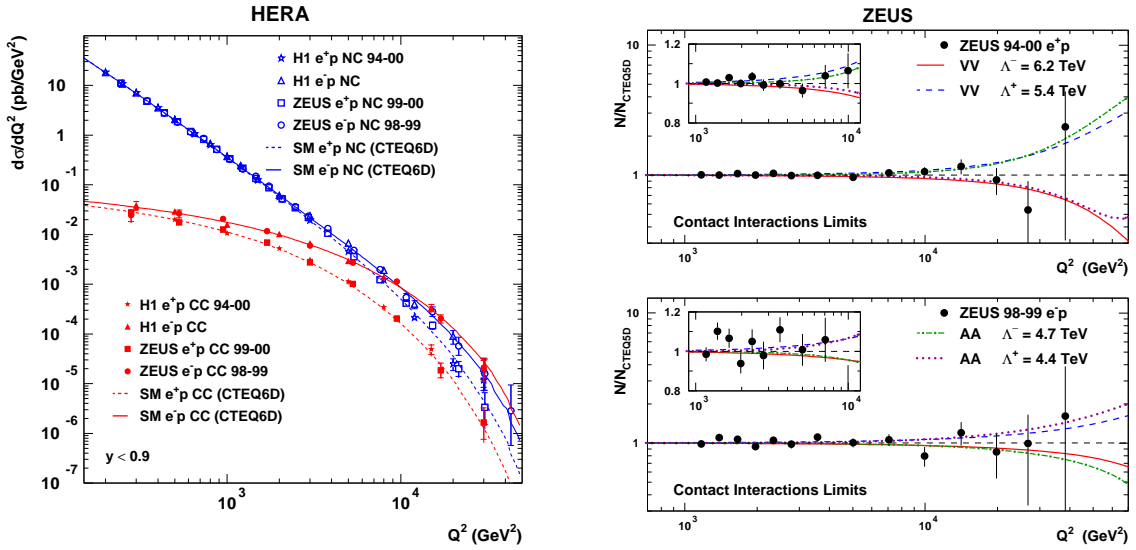 HERA
dσ/dQ² (pb/GeV²)
10
1
10⁻¹
10⁻²
10⁻³
10⁻⁴
10⁻⁵
10⁻⁶
10⁻⁷
H1 e⁺p NC 94-00
H1 e⁻p NC
ZEUS e⁺p NC 99-00
ZEUS e⁻p NC 98-99
SM e⁺p NC (CTEQ6D)
SM e⁻p NC (CTEQ6D)
H1 e⁺p CC 94-00
H1 e⁻p CC
ZEUS e⁺p CC 99-00
ZEUS e⁻p CC 98-99
SM e⁺p CC (CTEQ6D)
SM e⁻p CC (CTEQ6D)
y < 0.9
10³ 10⁴
Q² (GeV²)
ZEUS
N/N_CTEQ5D
10
1
1.2
1
0.8
10³ 10⁴
ZEUS 94-00 e⁺p
VV Λ⁻ = 6.2 TeV
VV Λ⁺ = 5.4 TeV
Contact Interactions Limits
10³ 10⁴
Q² (GeV²)
N/N_CTEQ5D
10
1
1.2
1
0.8
10³ 10⁴
ZEUS 98-99 e⁻p
AA Λ⁻ = 4.7 TeV
AA Λ⁺ = 4.4 TeV
Contact Interactions Limits
10³ 10⁴
Q² (GeV²)